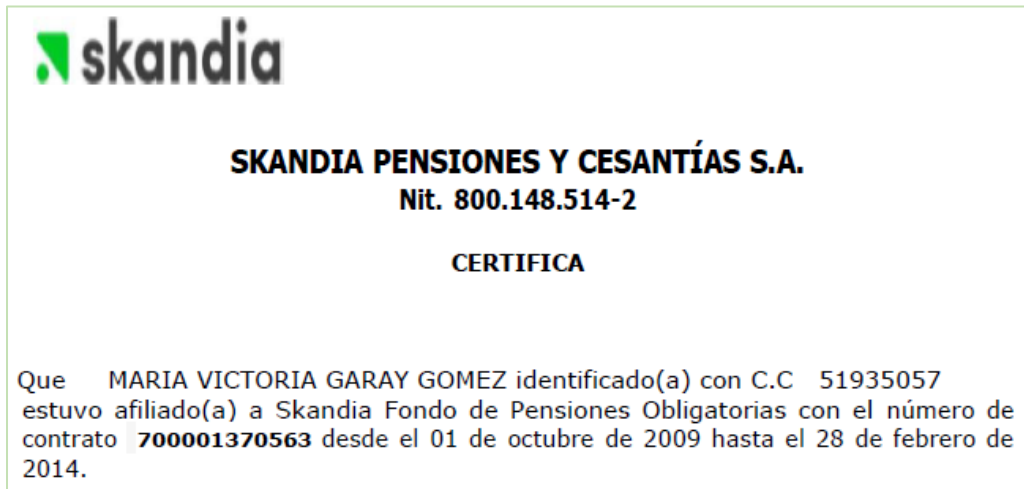 skandia
SKANDIA PENSIONES Y CESANTÍAS S.A.
Nit. 800.148.514-2
CERTIFICA
Que MARIA VICTORIA GARAY GOMEZ identificado(a) con C.C 51935057
estuvo afiliado(a) a Skandia Fondo de Pensiones Obligatorias con el número de
contrato 700001370563 desde el 01 de octubre de 2009 hasta el 28 de febrero de
2014.